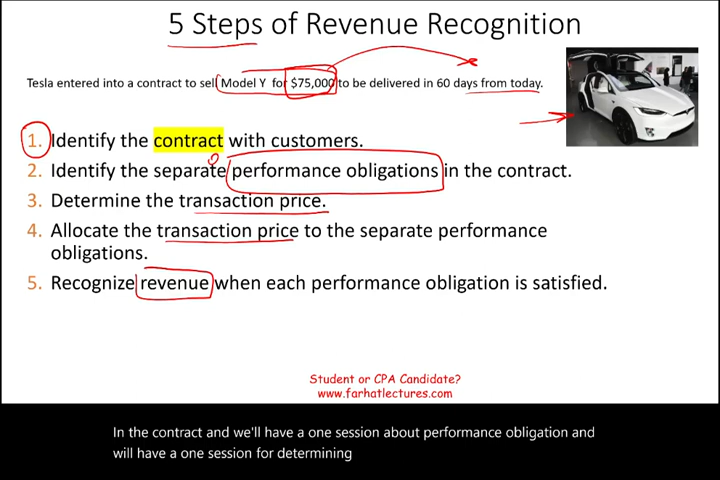 5 Steps of Revenue Recognition
Tesla entered into a contract to sell Model Y for $75,000 to be delivered in 60 days from today.
1. Identify the contract with customers.
2. Identify the separate performance obligations in the contract.
3. Determine the transaction price.
4. Allocate the transaction price to the separate performance
obligations.
5. Recognize revenue when each performance obligation is satisfied.
Student or CPA Candidate?
www.farhatlectures.com
In the contract and we'll have a one session about performance obligation and
will have a one session for determining